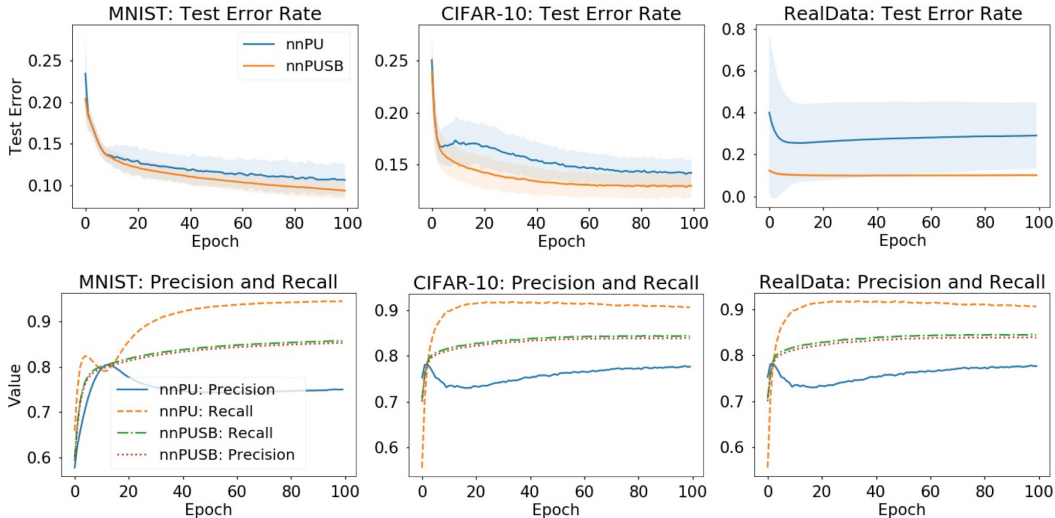 MNIST: Test Error Rate
CIFAR-10: Test Error Rate
RealData: Test Error Rate
Test Error
0.25
0.20
0.15
0.10
nnPU
nnPUSB
0 20 40 60 80 100
Epoch
0.25
0.20
0.15
0 20 40 60 80 100
Epoch
0.8
0.6
0.4
0.2
0.0
0 20 40 60 80 100
Epoch
MNIST: Precision and Recall
CIFAR-10: Precision and Recall
RealData: Precision and Recall
Value
0.9
0.8
0.7
0.6
nnPU: Precision
nnPU: Recall
nnPUSB: Recall
nnPUSB: Precision
0 20 40 60 80 100
Epoch
0.9
0.8
0.7
0.6
0 20 40 60 80 100
Epoch
0.9
0.8
0.7
0.6
0 20 40 60 80 100
Epoch